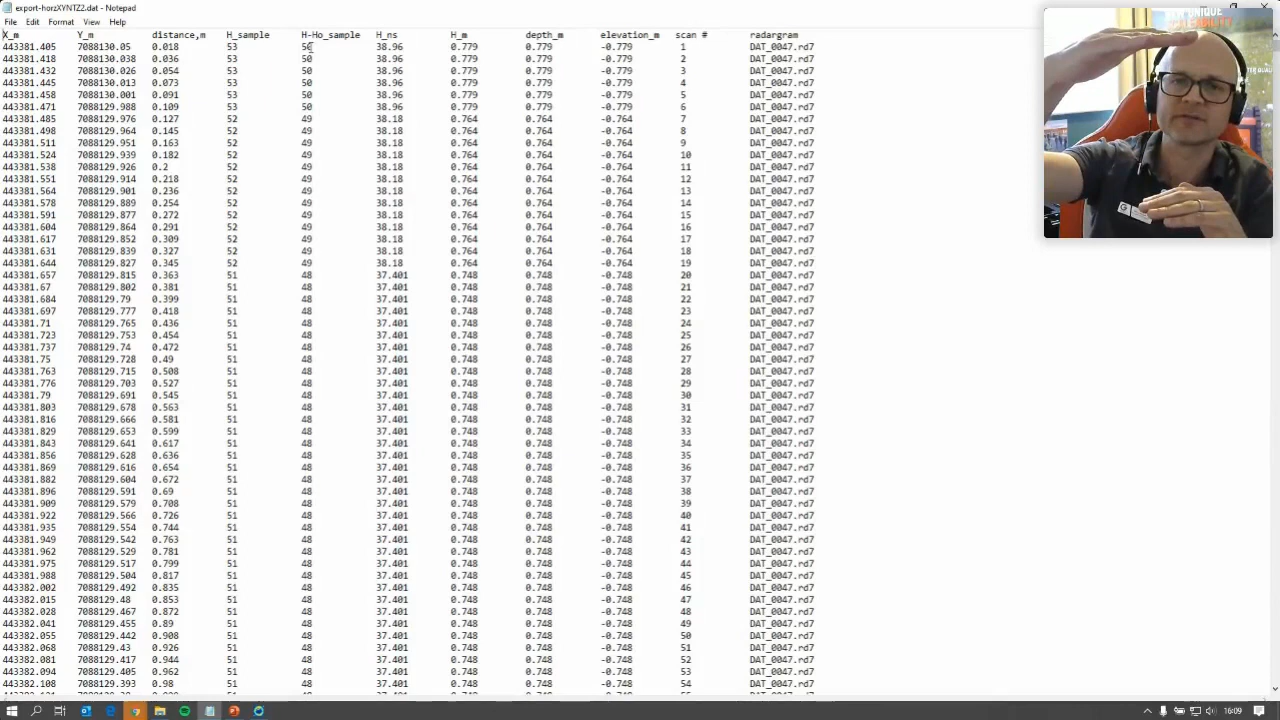 export-horzXYNTZ2.dat - Notepad
File Edit Format View Help
X_m Y_m distance,m H_sample H-Ho_sample H_ns H_m depth_m elevation_m scan # radargram
443381.405 7088130.05 0.018 53 50 38.96 0.779 0.779 -0.779 1 DAT_0047.rd7
443381.418 7088130.038 0.036 53 50 38.96 0.779 0.779 -0.779 2 DAT_0047.rd7
443381.432 7088130.026 0.054 53 50 38.96 0.779 0.779 -0.779 3 DAT_0047.rd7
443381.445 7088130.013 0.073 53 50 38.96 0.779 0.779 -0.779 4 DAT_0047.rd7
443381.458 7088130.001 0.091 53 50 38.96 0.779 0.779 -0.779 5 DAT_0047.rd7
443381.471 7088129.988 0.109 53 50 38.96 0.779 0.779 -0.779 6 DAT_0047.rd7
443381.485 7088129.976 0.127 52 49 38.18 0.764 0.764 -0.764 7 DAT_0047.rd7
443381.498 7088129.964 0.145 52 49 38.18 0.764 0.764 -0.764 8 DAT_0047.rd7
443381.511 7088129.951 0.163 52 49 38.18 0.764 0.764 -0.764 9 DAT_0047.rd7
443381.524 7088129.939 0.182 52 49 38.18 0.764 0.764 -0.764 10 DAT_0047.rd7
443381.538 7088129.926 0.2 52 49 38.18 0.764 0.764 -0.764 11 DAT_0047.rd7
443381.551 7088129.914 0.218 52 49 38.18 0.764 0.764 -0.764 12 DAT_0047.rd7
443381.564 7088129.901 0.236 52 49 38.18 0.764 0.764 -0.764 13 DAT_0047.rd7
443381.578 7088129.889 0.254 52 49 38.18 0.764 0.764 -0.764 14 DAT_0047.rd7
443381.591 7088129.877 0.272 52 49 38.18 0.764 0.764 -0.764 15 DAT_0047.rd7
443381.604 7088129.864 0.291 52 49 38.18 0.764 0.764 -0.764 16 DAT_0047.rd7
443381.617 7088129.852 0.309 52 49 38.18 0.764 0.764 -0.764 17 DAT_0047.rd7
443381.631 7088129.839 0.327 52 49 38.18 0.764 0.764 -0.764 18 DAT_0047.rd7
443381.644 7088129.827 0.345 52 49 38.18 0.764 0.764 -0.764 19 DAT_0047.rd7
443381.657 7088129.815 0.363 51 48 37.401 0.748 0.748 -0.748 20 DAT_0047.rd7
443381.67 7088129.802 0.381 51 48 37.401 0.748 0.748 -0.748 21 DAT_0047.rd7
443381.684 7088129.79 0.399 51 48 37.401 0.748 0.748 -0.748 22 DAT_0047.rd7
443381.697 7088129.777 0.418 51 48 37.401 0.748 0.748 -0.748 23 DAT_0047.rd7
443381.71 7088129.765 0.436 51 48 37.401 0.748 0.748 -0.748 24 DAT_0047.rd7
443381.723 7088129.753 0.454 51 48 37.401 0.748 0.748 -0.748 25 DAT_0047.rd7
443381.737 7088129.74 0.472 51 48 37.401 0.748 0.748 -0.748 26 DAT_0047.rd7
443381.75 7088129.728 0.49 51 48 37.401 0.748 0.748 -0.748 27 DAT_0047.rd7
443381.763 7088129.715 0.508 51 48 37.401 0.748 0.748 -0.748 28 DAT_0047.rd7
443381.776 7088129.703 0.527 51 48 37.401 0.748 0.748 -0.748 29 DAT_0047.rd7
443381.79 7088129.691 0.545 51 48 37.401 0.748 0.748 -0.748 30 DAT_0047.rd7
443381.803 7088129.678 0.563 51 48 37.401 0.748 0.748 -0.748 31 DAT_0047.rd7
443381.816 7088129.666 0.581 51 48 37.401 0.748 0.748 -0.748 32 DAT_0047.rd7
443381.829 7088129.653 0.599 51 48 37.401 0.748 0.748 -0.748 33 DAT_0047.rd7
443381.843 7088129.641 0.617 51 48 37.401 0.748 0.748 -0.748 34 DAT_0047.rd7
443381.856 7088129.628 0.636 51 48 37.401 0.748 0.748 -0.748 35 DAT_0047.rd7
443381.869 7088129.616 0.654 51 48 37.401 0.748 0.748 -0.748 36 DAT_0047.rd7
443381.882 7088129.604 0.672 51 48 37.401 0.748 0.748 -0.748 37 DAT_0047.rd7
443381.896 7088129.591 0.69 51 48 37.401 0.748 0.748 -0.748 38 DAT_0047.rd7
443381.909 7088129.579 0.708 51 48 37.401 0.748 0.748 -0.748 39 DAT_0047.rd7
443381.922 7088129.566 0.726 51 48 37.401 0.748 0.748 -0.748 40 DAT_0047.rd7
443381.935 7088129.554 0.744 51 48 37.401 0.748 0.748 -0.748 41 DAT_0047.rd7
443381.949 7088129.542 0.763 51 48 37.401 0.748 0.748 -0.748 42 DAT_0047.rd7
443381.962 7088129.529 0.781 51 48 37.401 0.748 0.748 -0.748 43 DAT_0047.rd7
443381.975 7088129.517 0.799 51 48 37.401 0.748 0.748 -0.748 44 DAT_0047.rd7
443381.988 7088129.504 0.817 51 48 37.401 0.748 0.748 -0.748 45 DAT_0047.rd7
443382.002 7088129.492 0.835 51 48 37.401 0.748 0.748 -0.748 46 DAT_0047.rd7
443382.015 7088129.48 0.853 51 48 37.401 0.748 0.748 -0.748 47 DAT_0047.rd7
443382.028 7088129.467 0.872 51 48 37.401 0.748 0.748 -0.748 48 DAT_0047.rd7
443382.041 7088129.455 0.89 51 48 37.401 0.748 0.748 -0.748 49 DAT_0047.rd7
443382.055 7088129.442 0.908 51 48 37.401 0.748 0.748 -0.748 50 DAT_0047.rd7
443382.068 7088129.43 0.926 51 48 37.401 0.748 0.748 -0.748 51 DAT_0047.rd7
443382.081 7088129.417 0.944 51 48 37.401 0.748 0.748 -0.748 52 DAT_0047.rd7
443382.094 7088129.405 0.962 51 48 37.401 0.748 0.748 -0.748 53 DAT_0047.rd7
443382.108 7088129.393 0.98 51 48 37.401 0.748 0.748 -0.748 54 DAT_0047.rd7
16:09